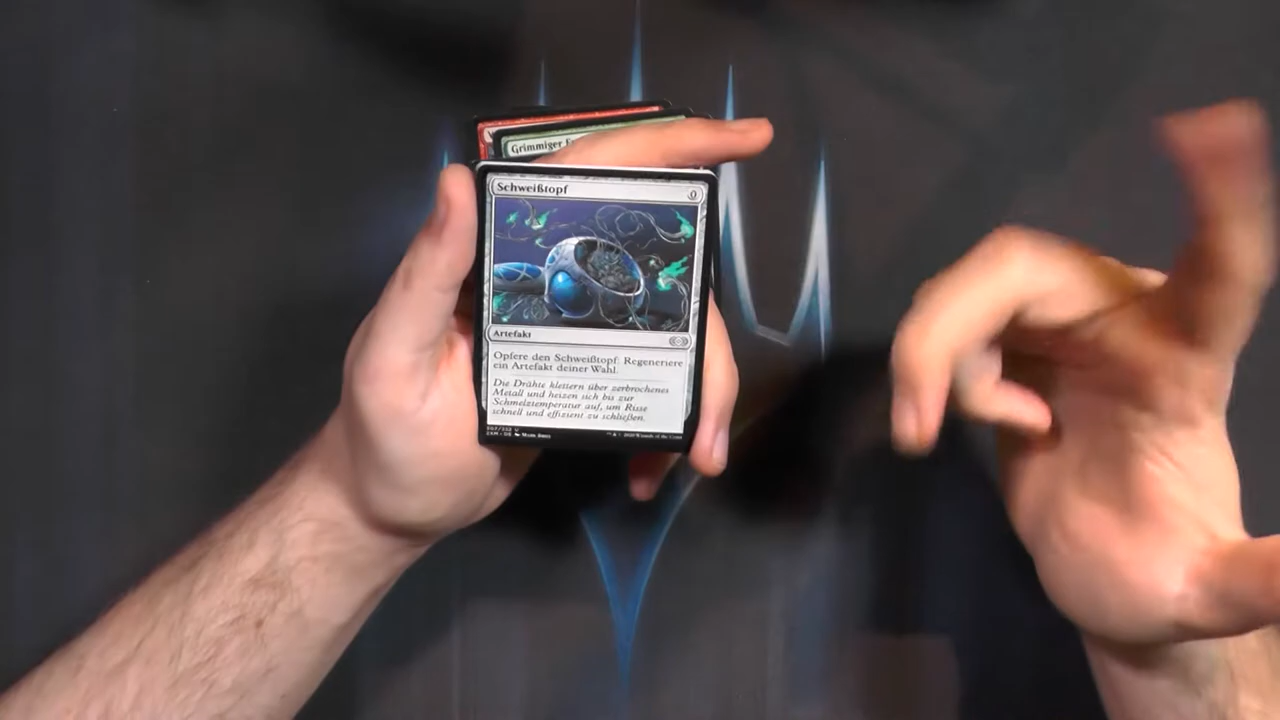 Grimmiger
Schweißtopf
0
Artefakt
Opfere den Schweißtopf: Regeneriere
ein Artefakt deiner Wahl.
Die Drähte klettern über zerbrochenes
Metall und heizen sich bis zur
Schmelztemperatur auf, um Risse
schnell und effizient zu schließen.